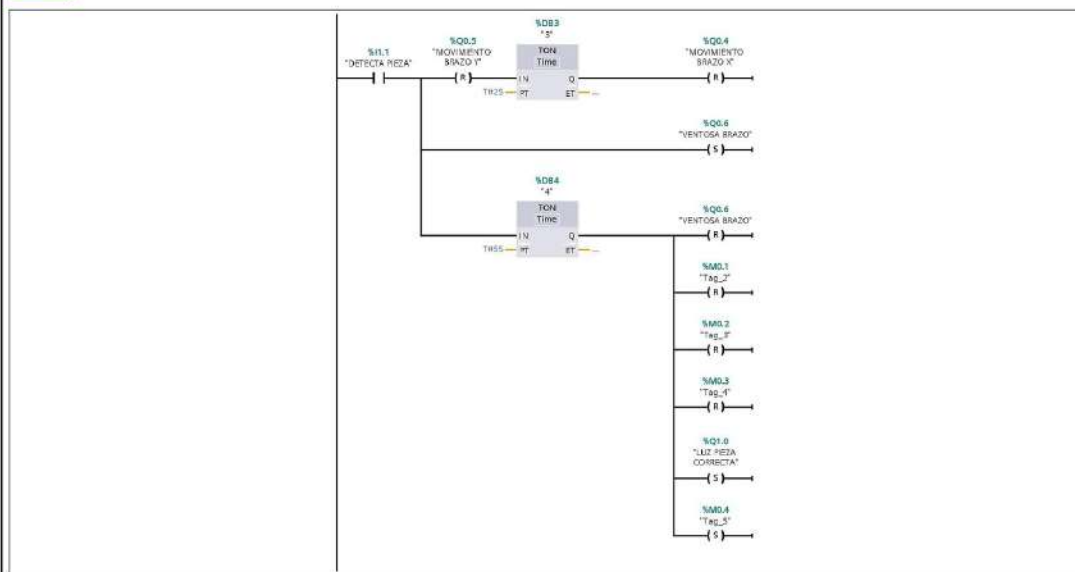 %DB3
"3"
%I1.1
"DETECTA PIEZA"
%Q0.5
"MOVIMIENTO
BRAZO Y"
( R )
TON
Time
IN Q
T#2S PT ET ...
%Q0.4
"MOVIMIENTO
BRAZO X"
( R )
%Q0.6
"VENTOSA BRAZO"
( S )
%DB4
"4"
TON
Time
IN Q
T#5S PT ET ...
%Q0.6
"VENTOSA BRAZO"
( R )
%M0.1
"Tag_2"
( R )
%M0.2
"Tag_3"
( R )
%M0.3
"Tag_4"
( R )
%Q1.0
"LUZ PIEZA
CORRECTA"
( S )
%M0.4
"Tag_5"
( S )